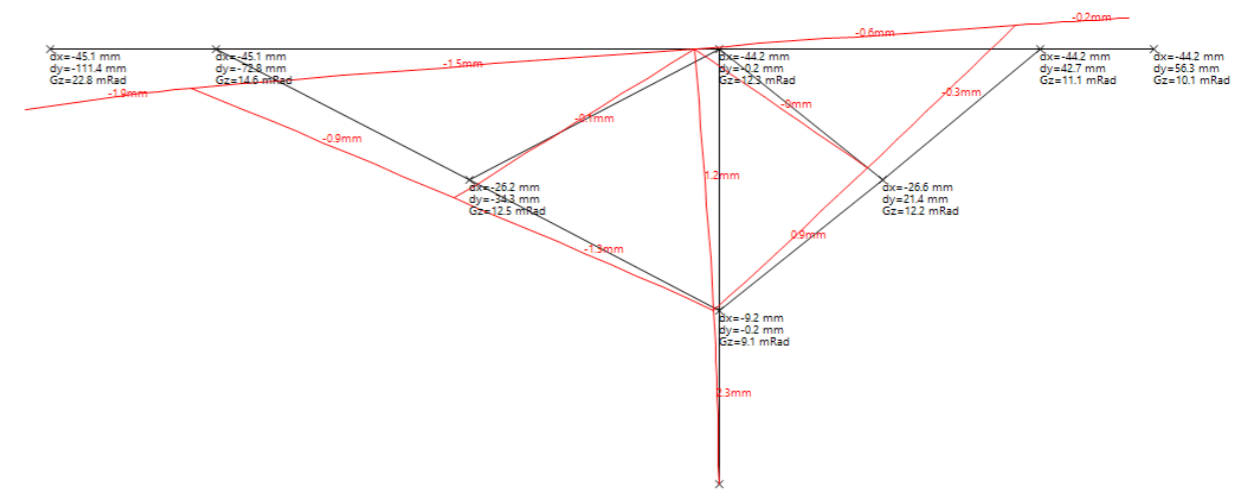 -0.2mm
-0.6mm
dx=-45.1 mm
dy=-111.4 mm
Gz=22.8 mRad
dx=-45.1 mm
dy=-72.8 mm
Gz=14.6 mRad
-1.5mm
dx=-44.2 mm
dy=-0.2 mm
Gz=12.3 mRad
dx=-44.2 mm
dy=42.7 mm
Gz=11.1 mRad
dx=-44.2 mm
dy=56.3 mm
Gz=10.1 mRad
-1.9mm
-0.3mm
-0mm
-0.1mm
-0.9mm
1.2mm
dx=-26.2 mm
dy=-34.3 mm
Gz=12.5 mRad
dx=-26.6 mm
dy=21.4 mm
Gz=12.2 mRad
0.9mm
-1.3mm
dx=-9.2 mm
dy=-0.2 mm
Gz=9.1 mRad
2.3mm